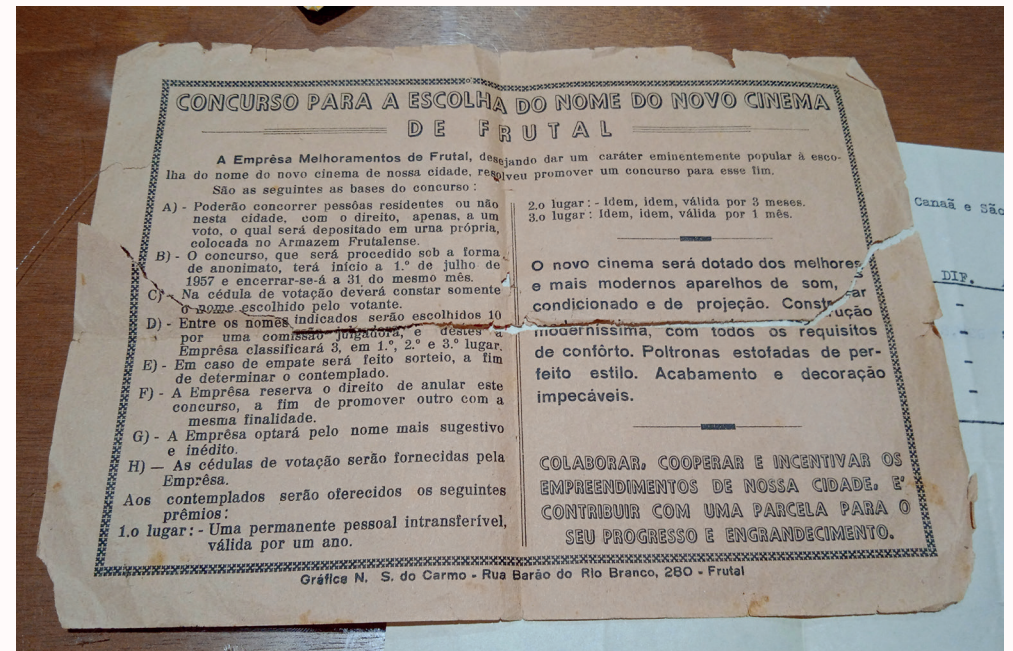 CONCURSO PARA A ESCOLHA DO NOME DO NOVO CINEMA
DE FRUTAL
A Emprêsa Melhoramentos de Frutal, desejando dar um caráter eminentemente popular à esco-
lha do nome do novo cinema de nossa cidade, resolveu promover um concurso para esse fim.
São as seguintes as bases do concurso:
A) - Poderão concorrer pessôas residentes ou não
nesta cidade, com o direito, apenas, a um
voto, o qual será depositado em urna própria,
colocada no Armazem Frutalense.
B) - O concurso, que será procedido sob a forma
de anonimato, terá início a 1.º de julho de
1957 e encerrar-se-á a 31 do mesmo mês.
C) - Na cédula de votação deverá constar somente
o nome escolhido pelo votante.
D) - Entre os nomes indicados serão escolhidos 10
por uma comissão julgadora, e destes a
Emprêsa classificará 3, em 1.º, 2.º e 3.º lugar.
E) - Em caso de empate será feito sorteio, a fim
de determinar o contemplado.
F) - A Emprêsa reserva o direito de anular este
concurso, a fim de promover outro com a
mesma finalidade.
G) - A Emprêsa optará pelo nome mais sugestivo
e inédito.
H) — As cédulas de votação serão fornecidas pela
Emprêsa.
Aos contemplados serão oferecidos os seguintes
prêmios:
1.o lugar: - Uma permanente pessoal intransferível,
válida por um ano.
2.o lugar: - Idem, idem, válida por 3 meses.
3.o lugar: Idem, idem, válida por 1 mês.
O novo cinema será dotado dos melhores
e mais modernos aparelhos de som, ar
condicionado e de projeção. Construção
moderníssima, com todos os requisitos
de confôrto. Poltronas estofadas de per-
feito estilo. Acabamento e decoração
impecáveis.
COLABORAR, COOPERAR E INCENTIVAR OS
EMPREENDIMENTOS DE NOSSA CIDADE, E'
CONTRIBUIR COM UMA PARCELA PARA O
SEU PROGRESSO E ENGRANDECIMENTO.
Gráfica N. S. do Carmo - Rua Barão do Rio Branco, 280 - Frutal
Canaã e São
DIF.